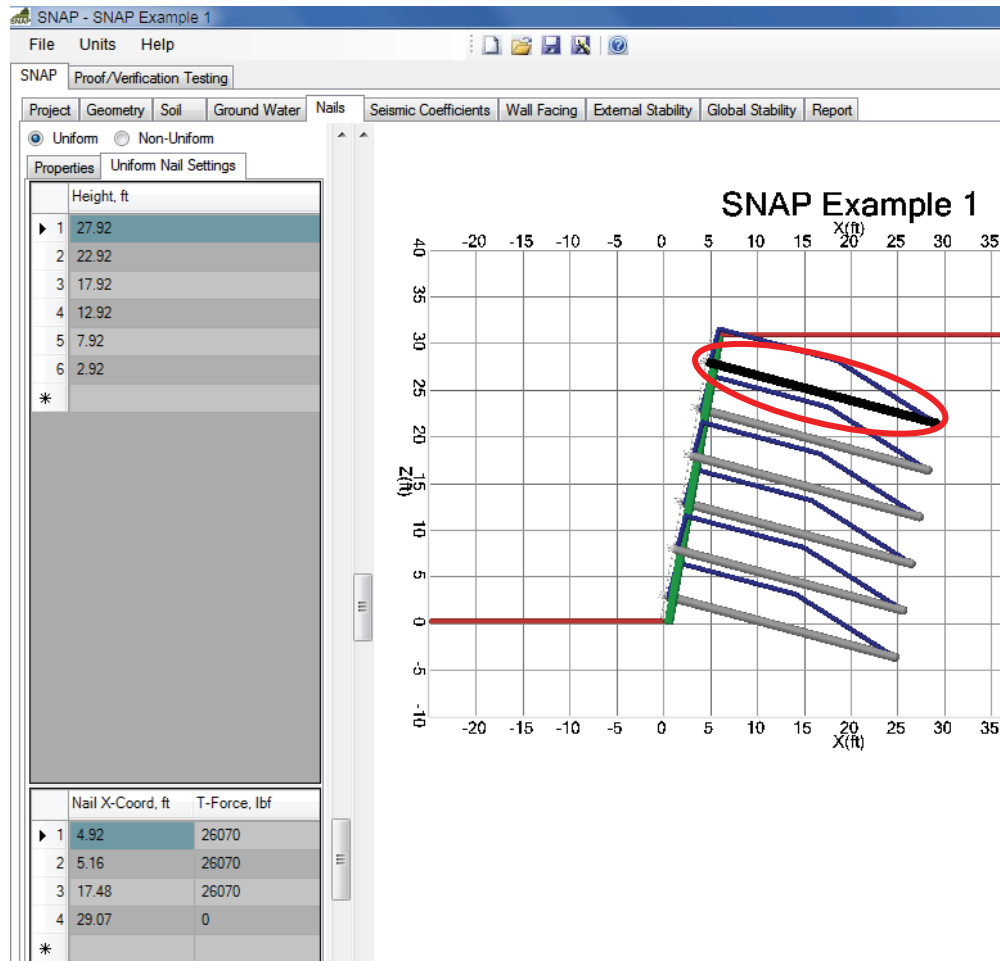 SNAP - SNAP Example 1
File Units Help
SNAP Proof/Verification Testing
Project Geometry Soil Ground Water Nails Seismic Coefficients Wall Facing External Stability Global Stability Report
Uniform Non-Uniform
Properties Uniform Nail Settings
Height, ft
1 27.92
2 22.92
3 17.92
4 12.92
5 7.92
6 2.92
*
SNAP Example 1
X(ft)
-20 -15 -10 -5 0 5 10 15 20 25 30 35
40
35
30
25
20
15
Z(ft)
10
5
0
-5
-10
-20 -15 -10 -5 0 5 10 15 20 25 30 35
X(ft)
Nail X-Coord, ft T-Force, lbf
1 4.92 26070
2 5.16 26070
3 17.48 26070
4 29.07 0
*